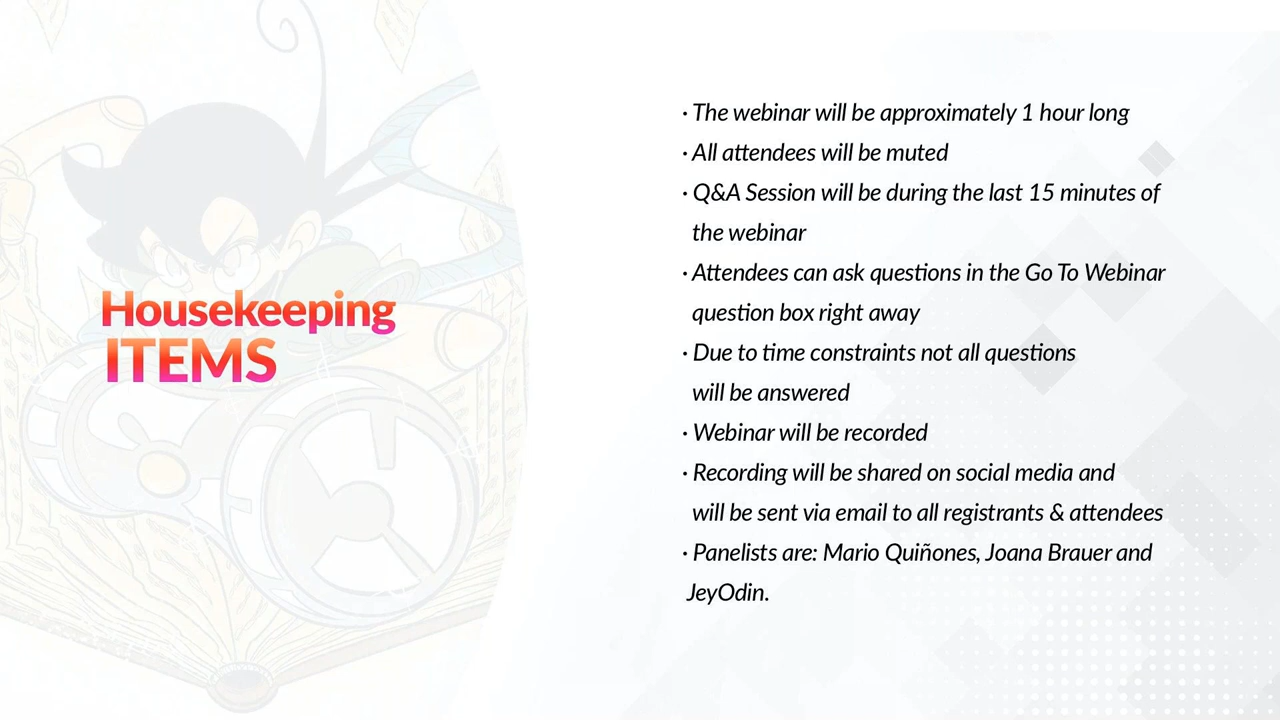 Housekeeping
ITEMS
· The webinar will be approximately 1 hour long
· All attendees will be muted
· Q&A Session will be during the last 15 minutes of
the webinar
· Attendees can ask questions in the Go To Webinar
question box right away
· Due to time constraints not all questions
will be answered
· Webinar will be recorded
· Recording will be shared on social media and
will be sent via email to all registrants & attendees
· Panelists are: Mario Quiñones, Joana Brauer and
JeyOdin.